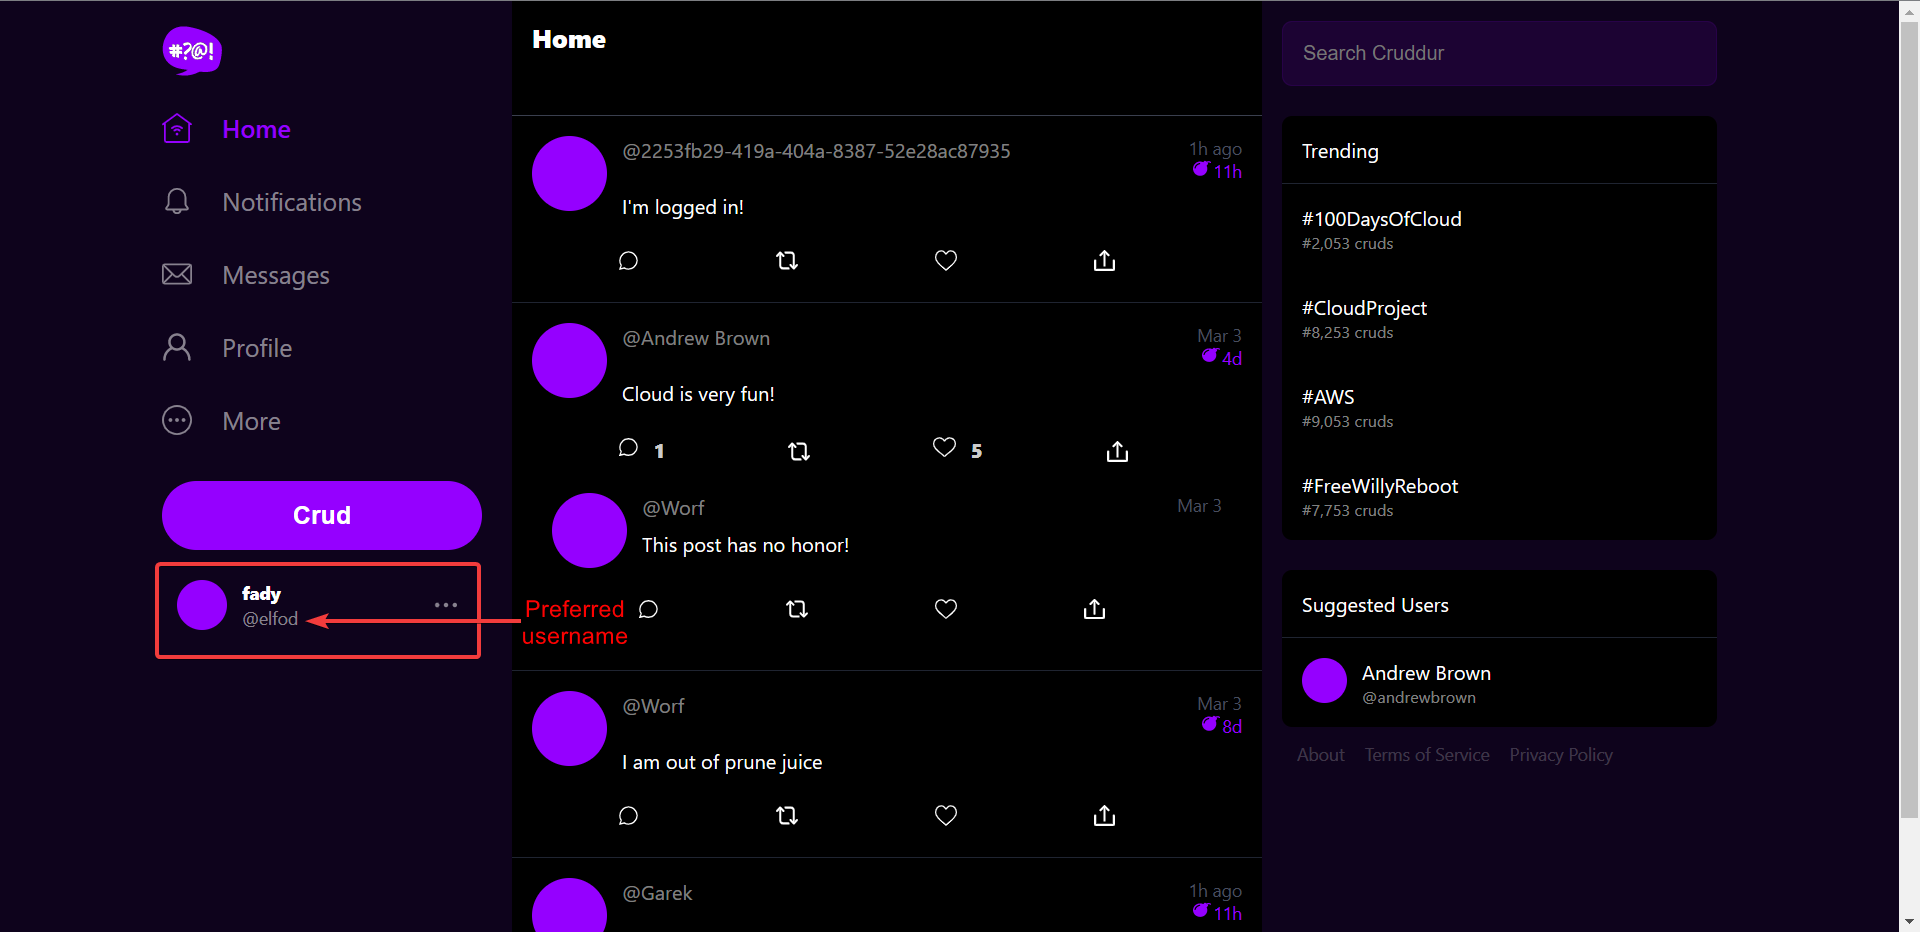 #?@!
Home
Notifications
Messages
Profile
More
Crud
fady
@elfod
Preferred
username
Home
@2253fb29-419a-404a-8387-52e28ac87935
1h ago
11h
I'm logged in!
@Andrew Brown
Mar 3
4d
Cloud is very fun!
1
5
@Worf
Mar 3
This post has no honor!
@Worf
Mar 3
8d
I am out of prune juice
@Garek
1h ago
11h
Search Cruddur
Trending
#100DaysOfCloud
#2,053 cruds
#CloudProject
#8,253 cruds
#AWS
#9,053 cruds
#FreeWillyReboot
#7,753 cruds
Suggested Users
Andrew Brown
@andrewbrown
About Terms of Service Privacy Policy